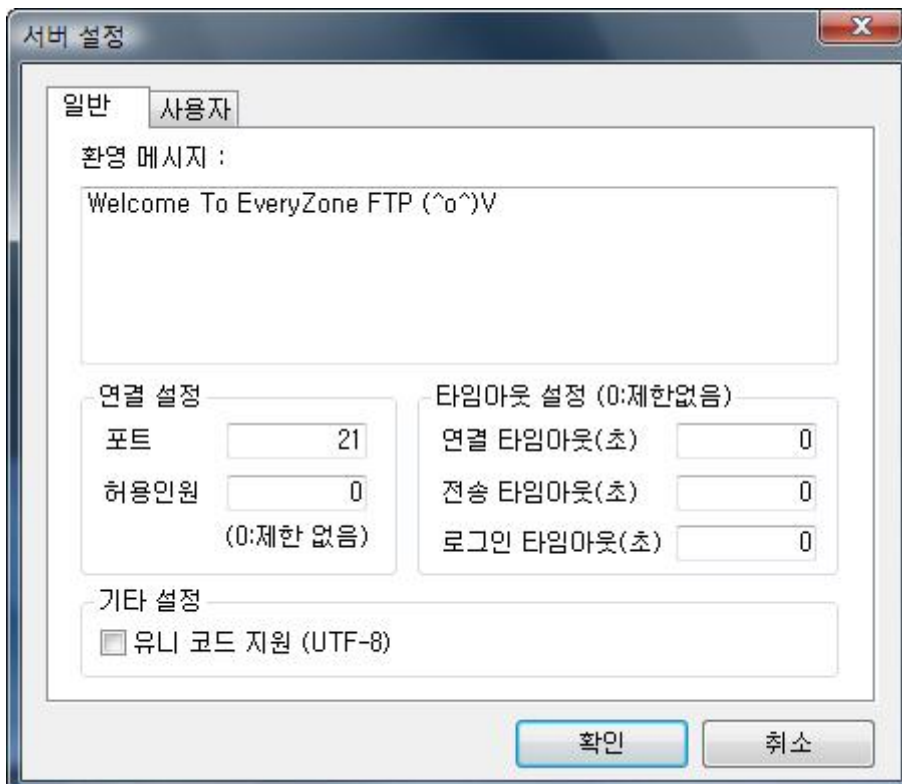 서버 설정
일반
사용자
환영 메시지 :
Welcome To EveryZone FTP (^o^)V
연결 설정
포트 21
허용인원 0
(0:제한 없음)
타임아웃 설정 (0:제한없음)
연결 타임아웃(초) 0
전송 타임아웃(초) 0
로그인 타임아웃(초) 0
기타 설정
유니 코드 지원 (UTF-8)
확인
취소